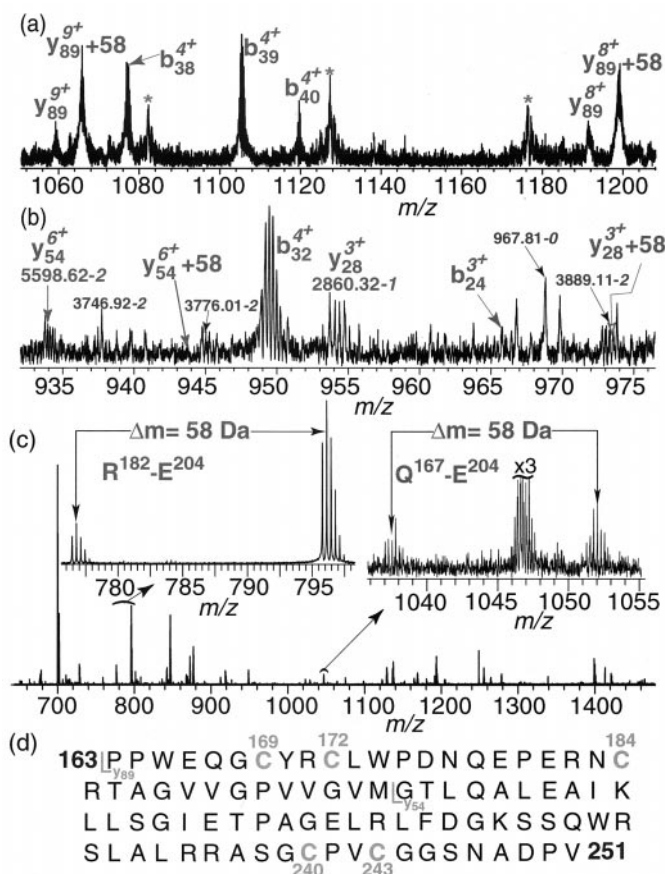 (a)
y89^9+
y89^9+ +58
b38^4+
b39^4+
b40^4+
*
*
*
y89^8+
y89^8+ +58
1060 1080 1100 1120 1140 1160 1180 1200
m/z
(b)
y54^6+
5598.62-2
3746.92-2
y54^6+ +58
3776.01-2
b32^4+
y28^3+
2860.32-1
b24^3+
967.81-0
3889.11-2
y28^3+ +58
935 940 945 950 955 960 965 970 975
m/z
(c)
Δm= 58 Da
R182-E204
780 785 790 795
m/z
Δm= 58 Da
Q167-E204
x3
1040 1045 1050 1055
m/z
700 800 900 1000 1100 1200 1300 1400
m/z
(d)
169 172 184
163 P P W E Q G C Y R C L W P D N Q E P E R N C
y89
R T A G V V G P V V G V M G T L Q A L E A I K
y54
L L S G I E T P A G E L R L F D G K S S Q W R
S L A L R R A S G C P V C G G S N A D P V 251
240 243